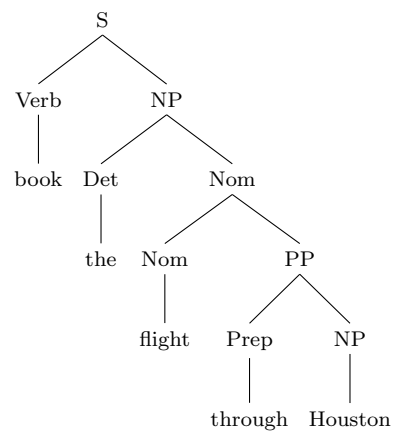 S
Verb NP
book Det Nom
the Nom PP
flight Prep NP
through Houston